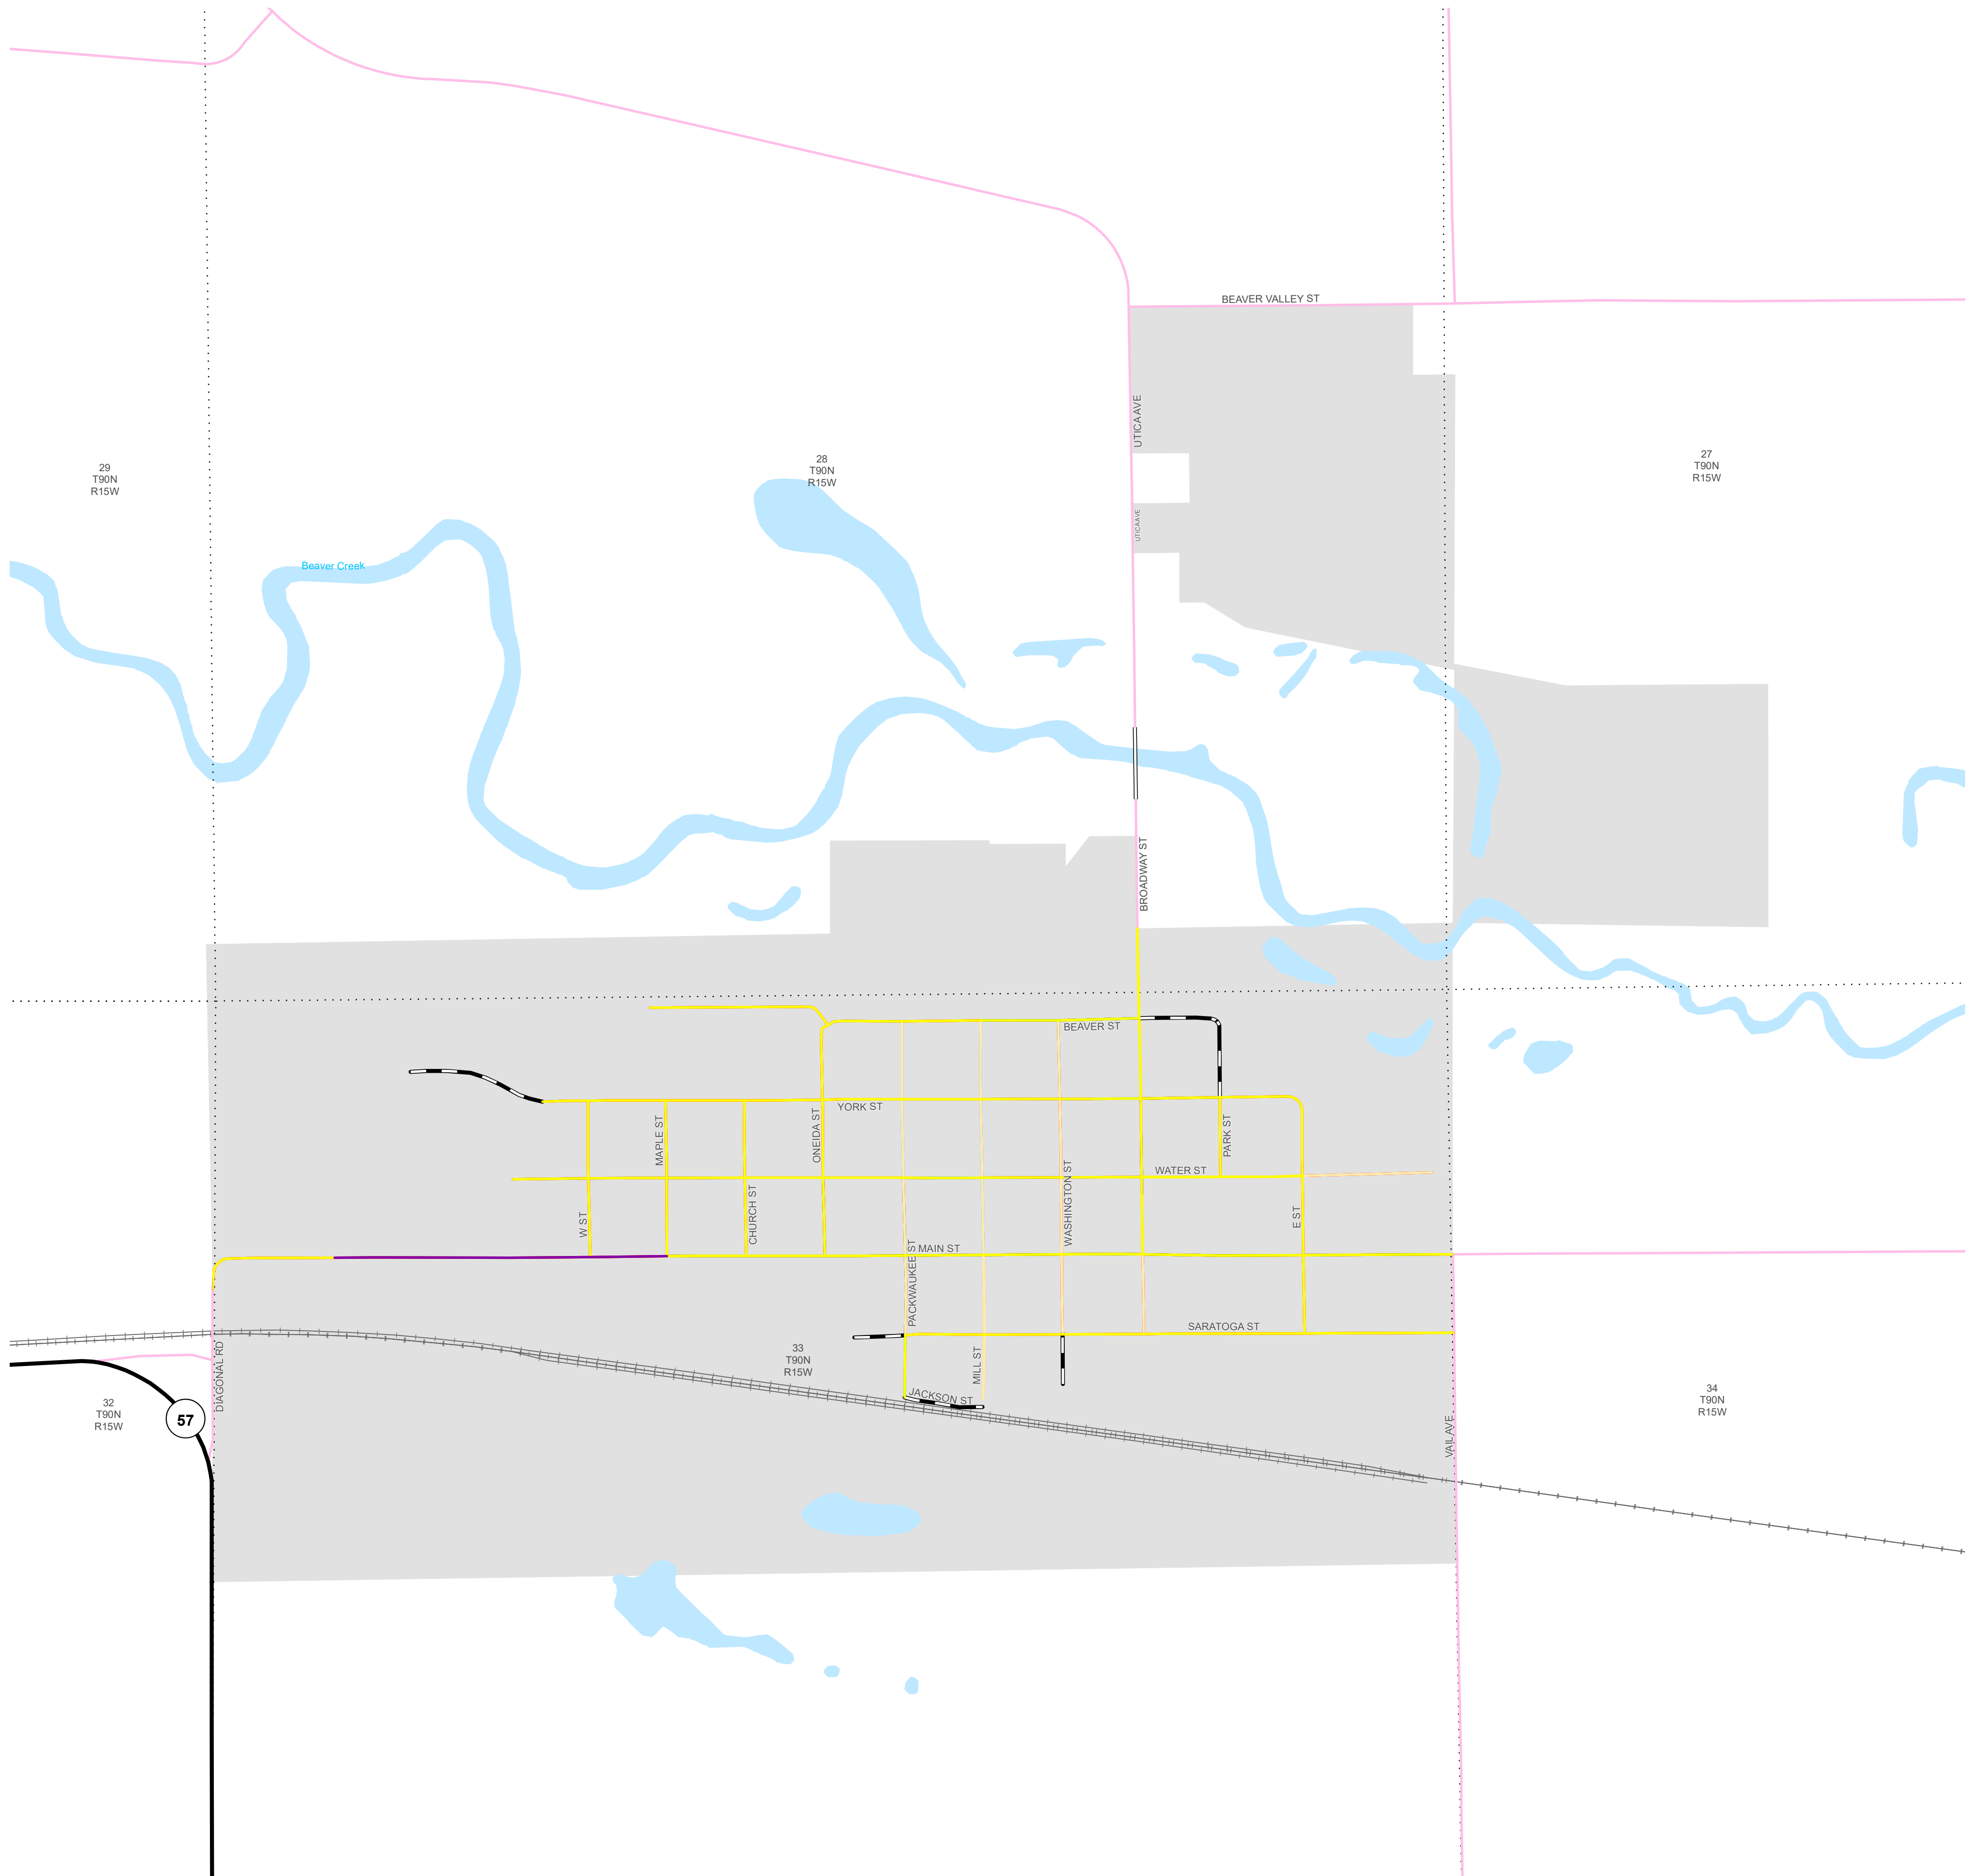 BEAVER VALLEY ST
UTICA AVE
28
T90N
R15W
27
T90N
R15W
29
T90N
R15W
UTICA AVE
Beaver Creek
BROADWAY ST
BEAVER ST
YORK ST
MAPLE ST
ONEIDA ST
PARK ST
WATER ST
WASHINGTON ST
CHURCH ST
W ST
E ST
MAIN ST
PACKWAUKEE ST
SARATOGA ST
DIAGONAL RD
33
T90N
R15W
MILL ST
JACKSON ST
32
T90N
R15W
57
34
T90N
R15W
VAIL AVE